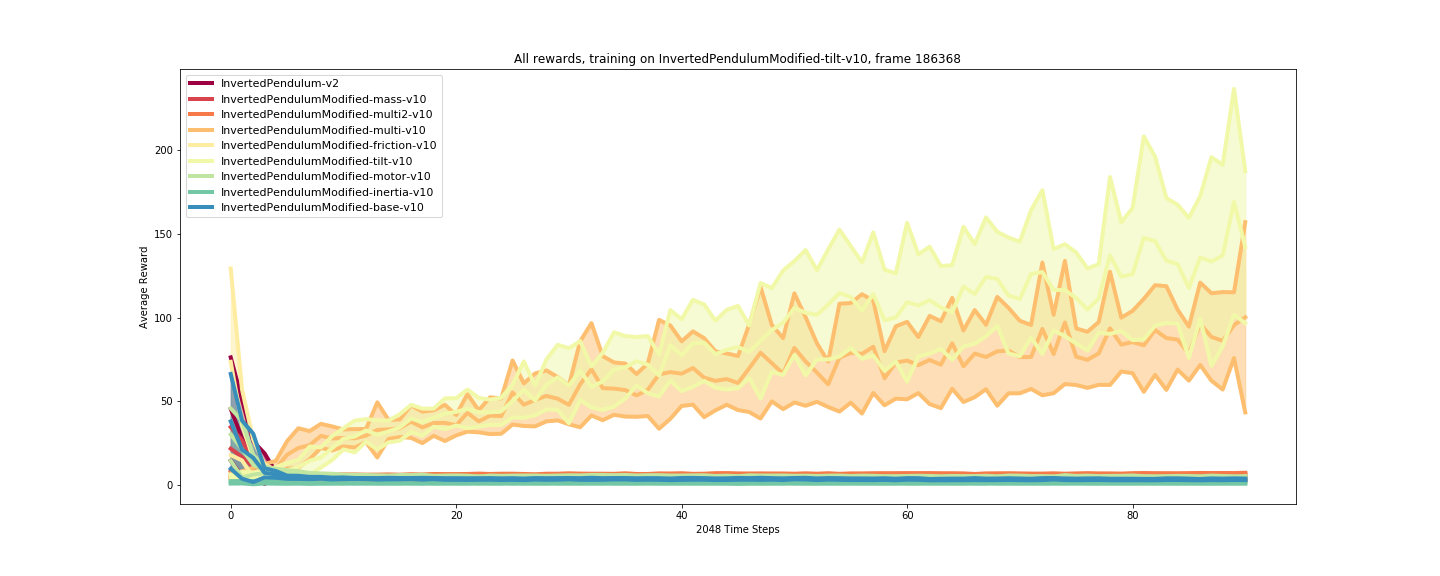 All rewards, training on InvertedPendulumModified-tilt-v10, frame 186368
InvertedPendulum-v2
InvertedPendulumModified-mass-v10
InvertedPendulumModified-multi2-v10
InvertedPendulumModified-multi-v10
InvertedPendulumModified-friction-v10
InvertedPendulumModified-tilt-v10
InvertedPendulumModified-motor-v10
InvertedPendulumModified-inertia-v10
InvertedPendulumModified-base-v10
Average Reward
200
150
100
50
0
0 20 40 60 80
2048 Time Steps